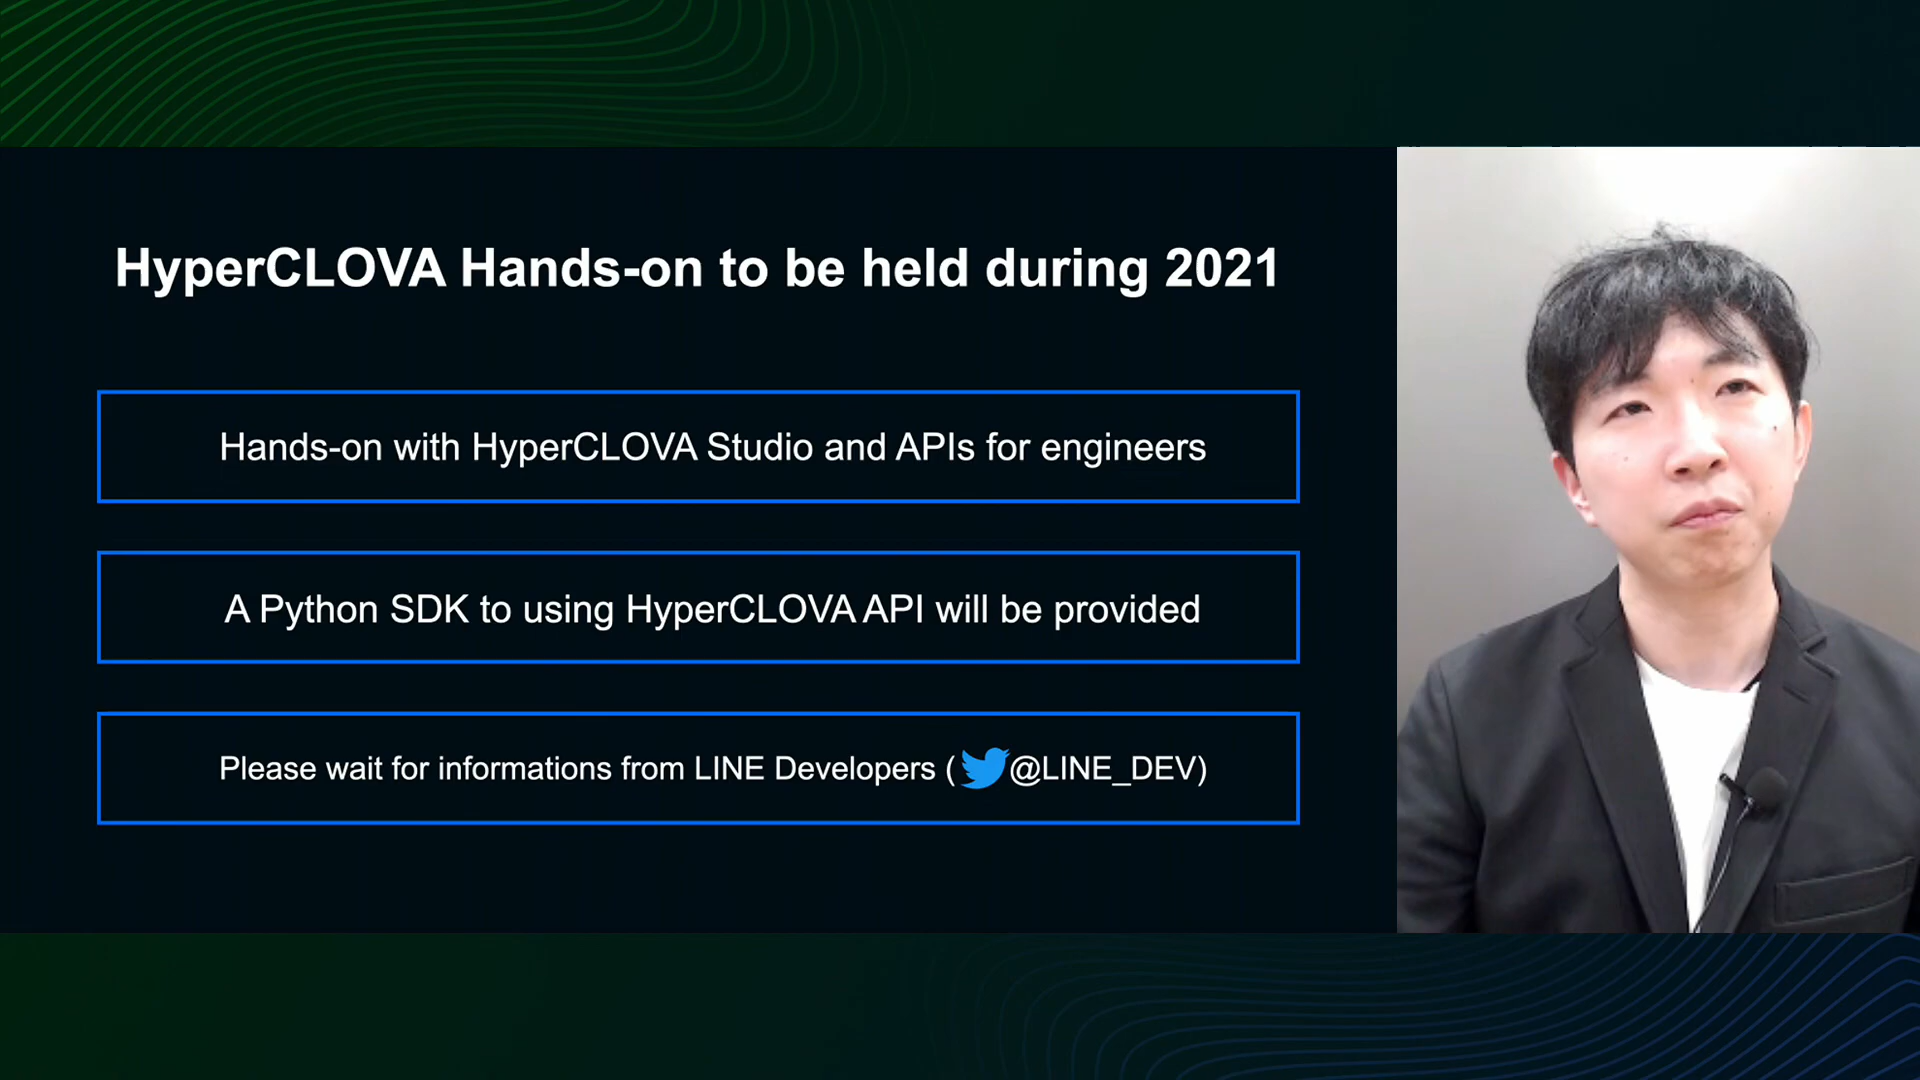 HyperCLOVA Hands-on to be held during 2021
Hands-on with HyperCLOVA Studio and APIs for engineers
A Python SDK to using HyperCLOVA API will be provided
Please wait for informations from LINE Developers (@LINE_DEV)